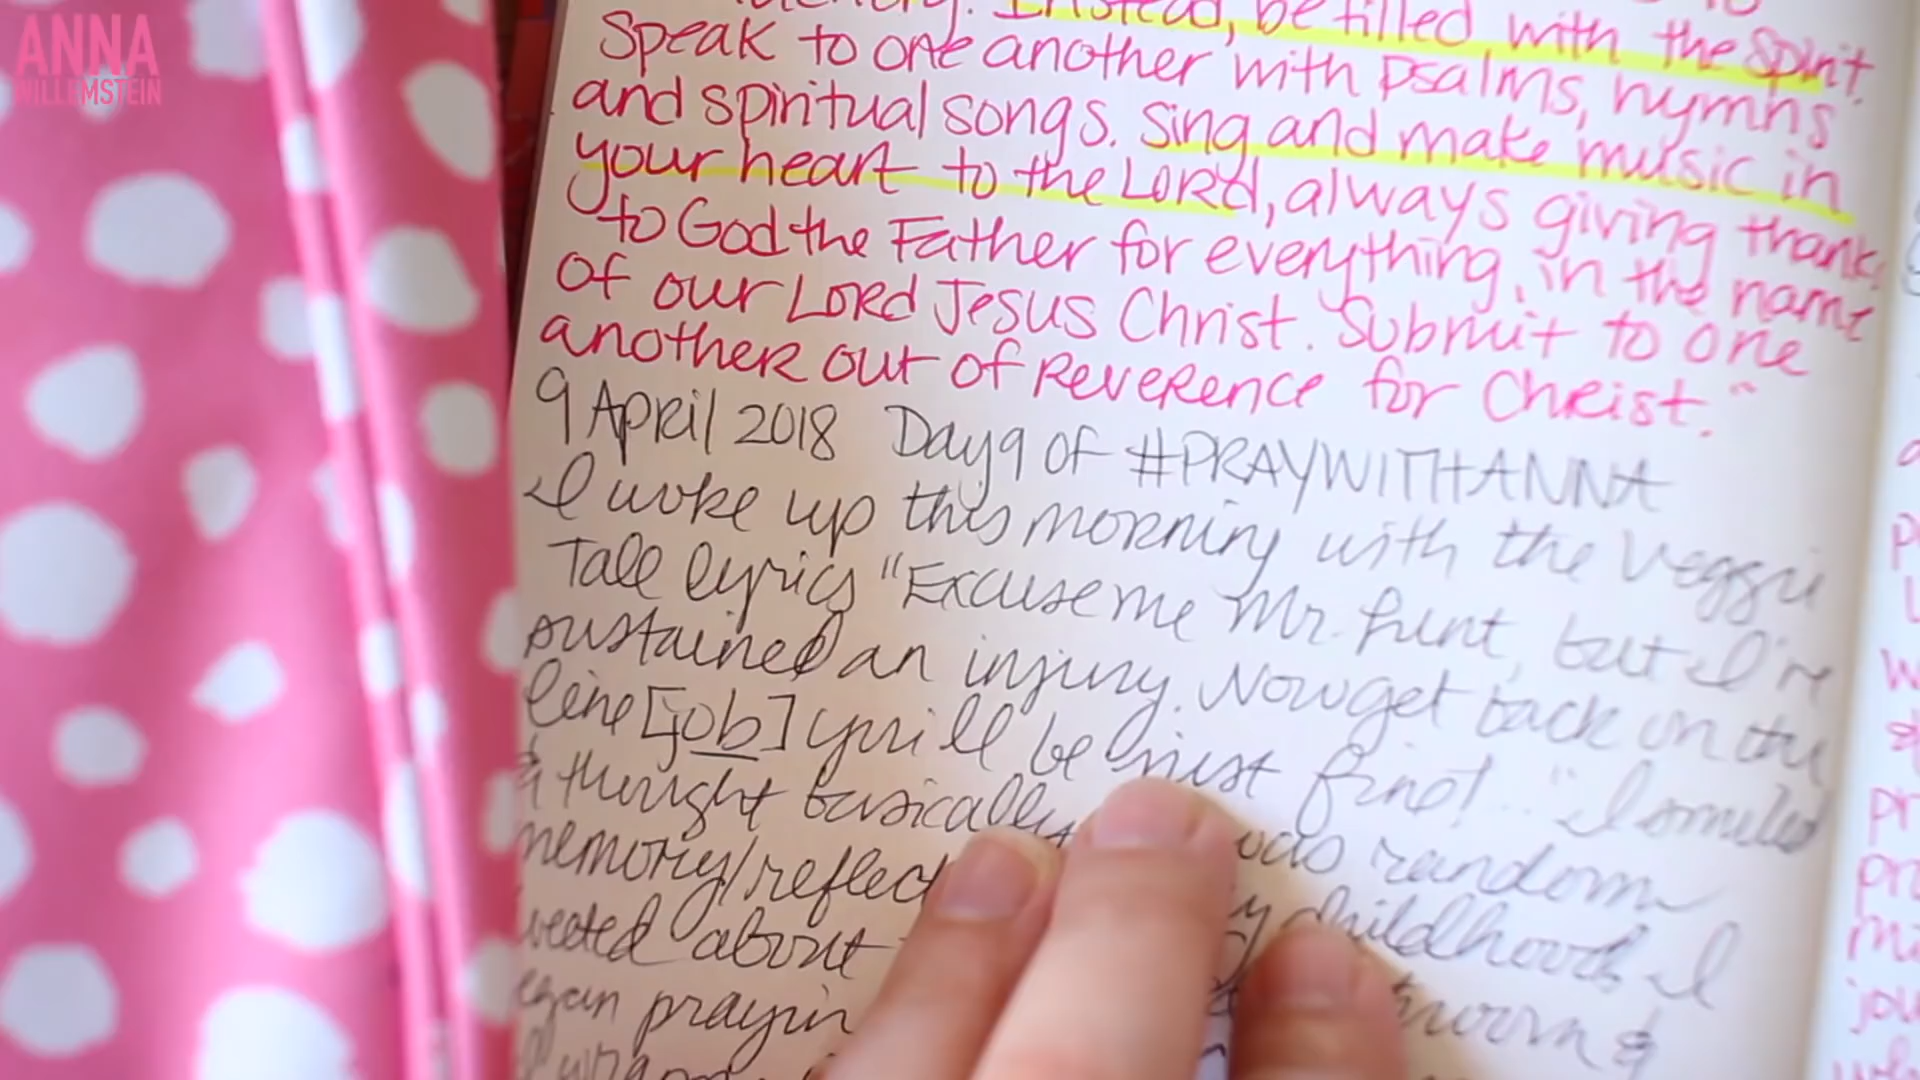 ANNA
WILLEMSTEIN
Instead, be filled with the Spirit.
Speak to one another with psalms, hymns
and spiritual songs. Sing and make music in
your heart to the Lord, always giving thank
to God the Father for everything, in the name
of our Lord Jesus Christ. Submit to one
another out of reverence for Christ."
9 April 2018 Day 9 of #PRAYWITHANNA
I woke up this morning with the Veggie
Tale lyrics "Excuse me Mr. Lunt, but I've
sustained an injury. Now get back on the
line [job] you'll be just fine!..." I smiled
& thought basically was random
memory/reflect childhood I
tweeted about
egan prayin